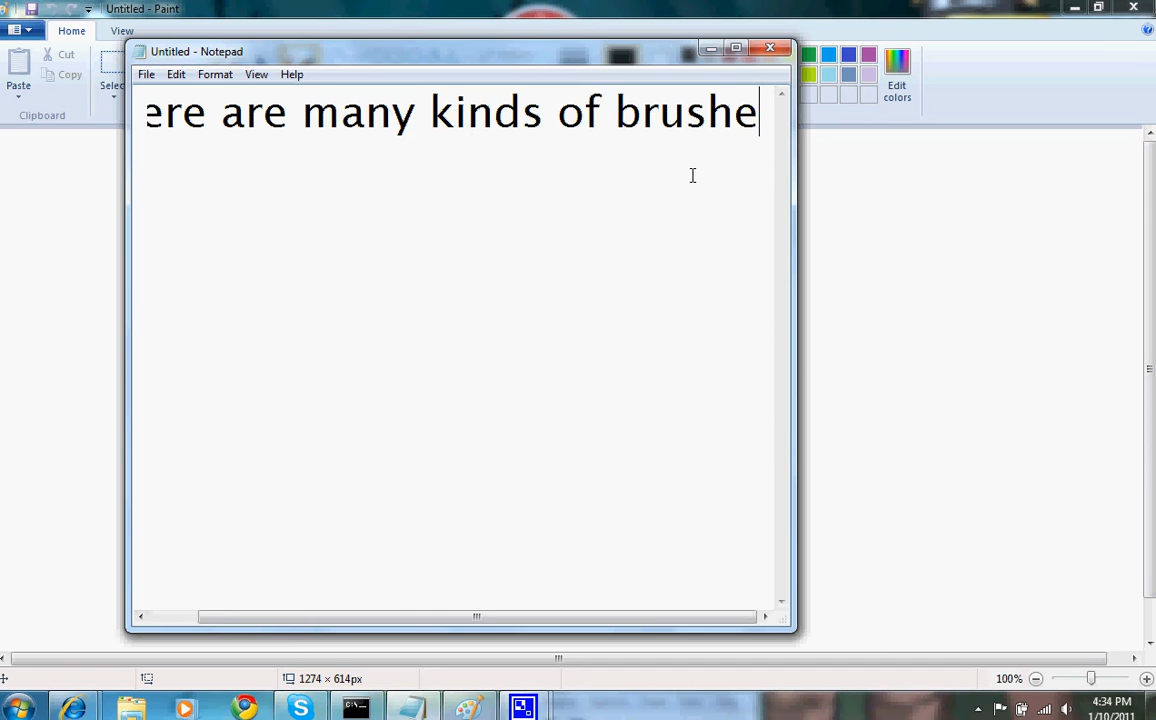 Untitled - Paint
Home
View
Paste
Cut
Copy
Selec
Clipboard
Edit
colors
Untitled - Notepad
File Edit Format View Help
ere are many kinds of brushe
100%
1274 × 614px
C:\.
4:34 PM
1/10/2011